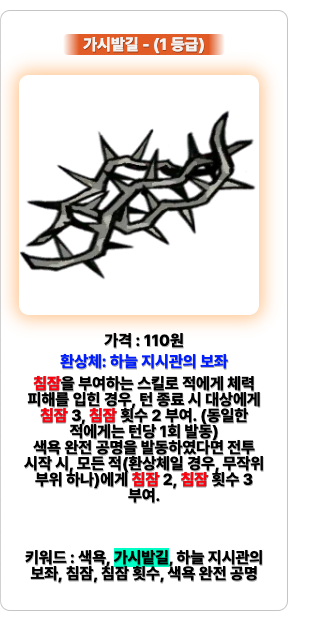 가시밭길 - (1 등급)
가격 : 110원
환상체: 하늘 지시관의 보좌
침잠을 부여하는 스킬로 적에게 체력
피해를 입힌 경우, 턴 종료 시 대상에게
침잠 3, 침잠 횟수 2 부여. (동일한
적에게는 턴당 1회 발동)
색욕 완전 공명을 발동하였다면 전투
시작 시, 모든 적(환상체일 경우, 무작위
부위 하나)에게 침잠 2, 침잠 횟수 3
부여.
키워드 : 색욕, 가시밭길, 하늘 지시관의
보좌, 침잠, 침잠 횟수, 색욕 완전 공명